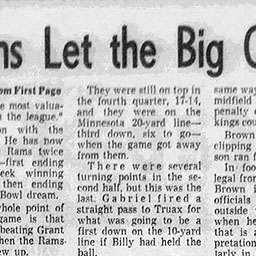 ns Let the Big
om First Page
e most valua-
the league."
on with the
He has now
Rams twice
—first ending
eek winning
then ending
Bowl dream.
whole point of
game is that
beating Grant
hen the Rams
ew up.
They were still on top in
the fourth quarter, 17-14,
and they were on the
Minnesota 20-yard line—
third down, six to go—
when the game got away
from them.
There were several
turning points in the sec-
ond half, but this was the
last. Gabriel fired a
straight pass to Truax for
what was going to be a
first down on the 10-yard
line if Billy had held the
ball.
same way
midfield
penalty
kings cou
Brown
clipping
son ran f
In foo
legal from
Brown i
officials
outside
when he
that is a
pretation
larly in